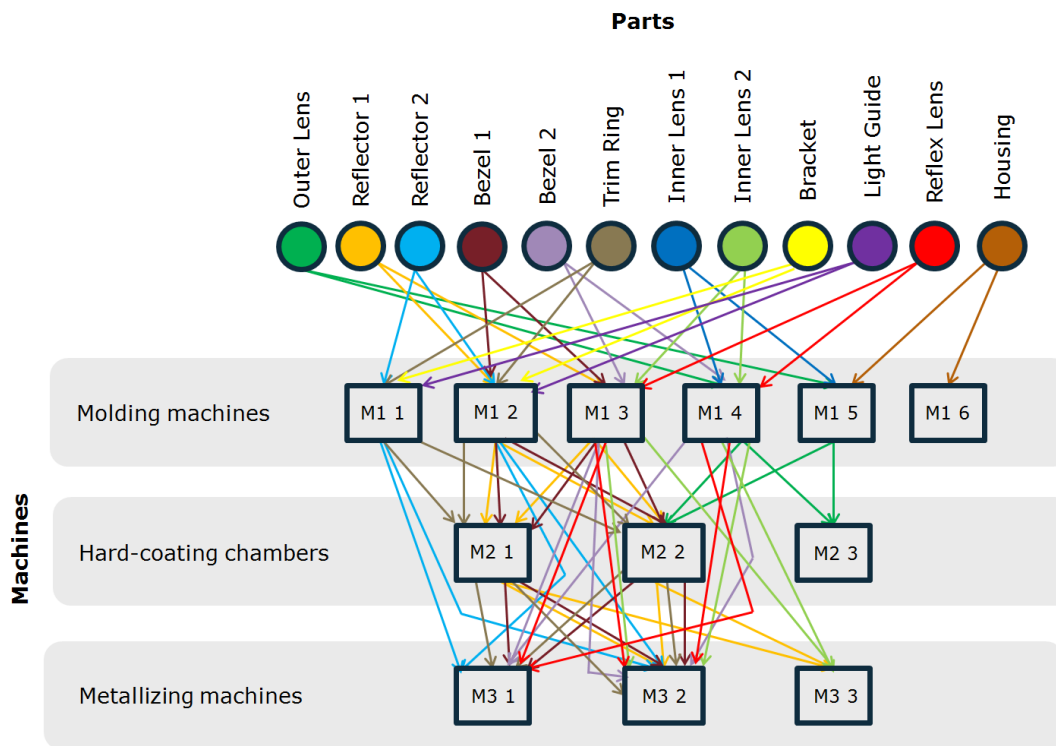 Parts
Outer Lens
Reflector 1
Reflector 2
Bezel 1
Bezel 2
Trim Ring
Inner Lens 1
Inner Lens 2
Bracket
Light Guide
Reflex Lens
Housing
Machines
Molding machines
M1 1
M1 2
M1 3
M1 4
M1 5
M1 6
Hard-coating chambers
M2 1
M2 2
M2 3
Metallizing machines
M3 1
M3 2
M3 3